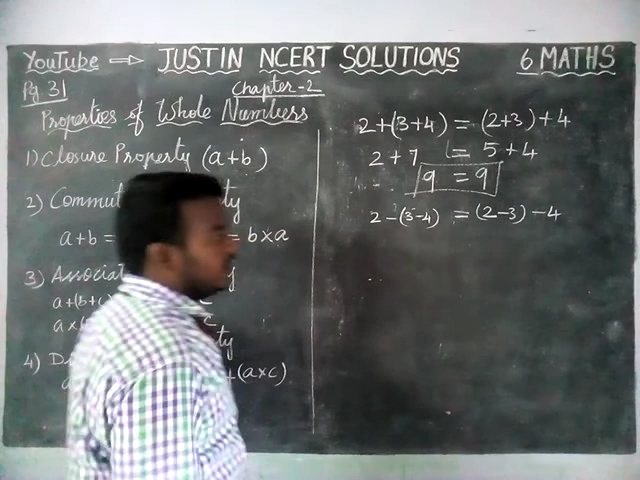 YouTube ⇒ JUSTIN NCERT SOLUTIONS 6 MATHS
Pg. 31 Chapter-2
Properties of Whole Numbers
1) Closure Property (a+b)
2) Commut ty
a+b = = b×a
3) Associat y
a+(b+c) c
a×( c
ty
4) D
a +(a×c)
2+(3+4) = (2+3)+4
2+7 = 5+4
9 = 9
2-(3-4) = (2-3)-4